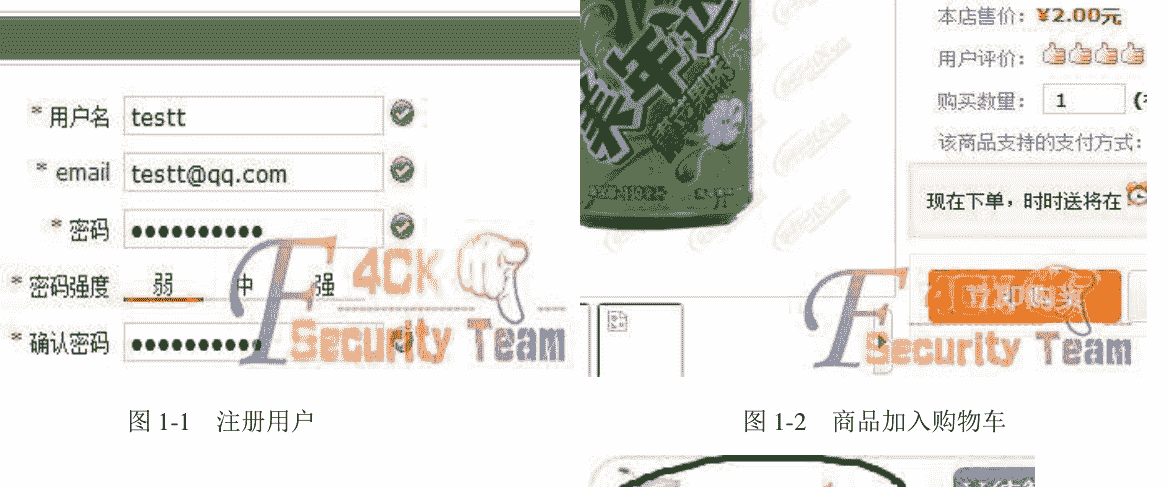 * 用户名 testt
* email testt@qq.com
* 密码 ●●●●●●●●●●
* 密码强度 弱 中 强
* 确认密码 ●●●●●●●●●●
F 4CK
Security Team
图 1-1 注册用户
本店售价：¥2.00元
用户评价：
购买数量： 1
该商品支持的支付方式：
现在下单，时时送将在
立即购买
F
Security Team
图 1-2 商品加入购物车